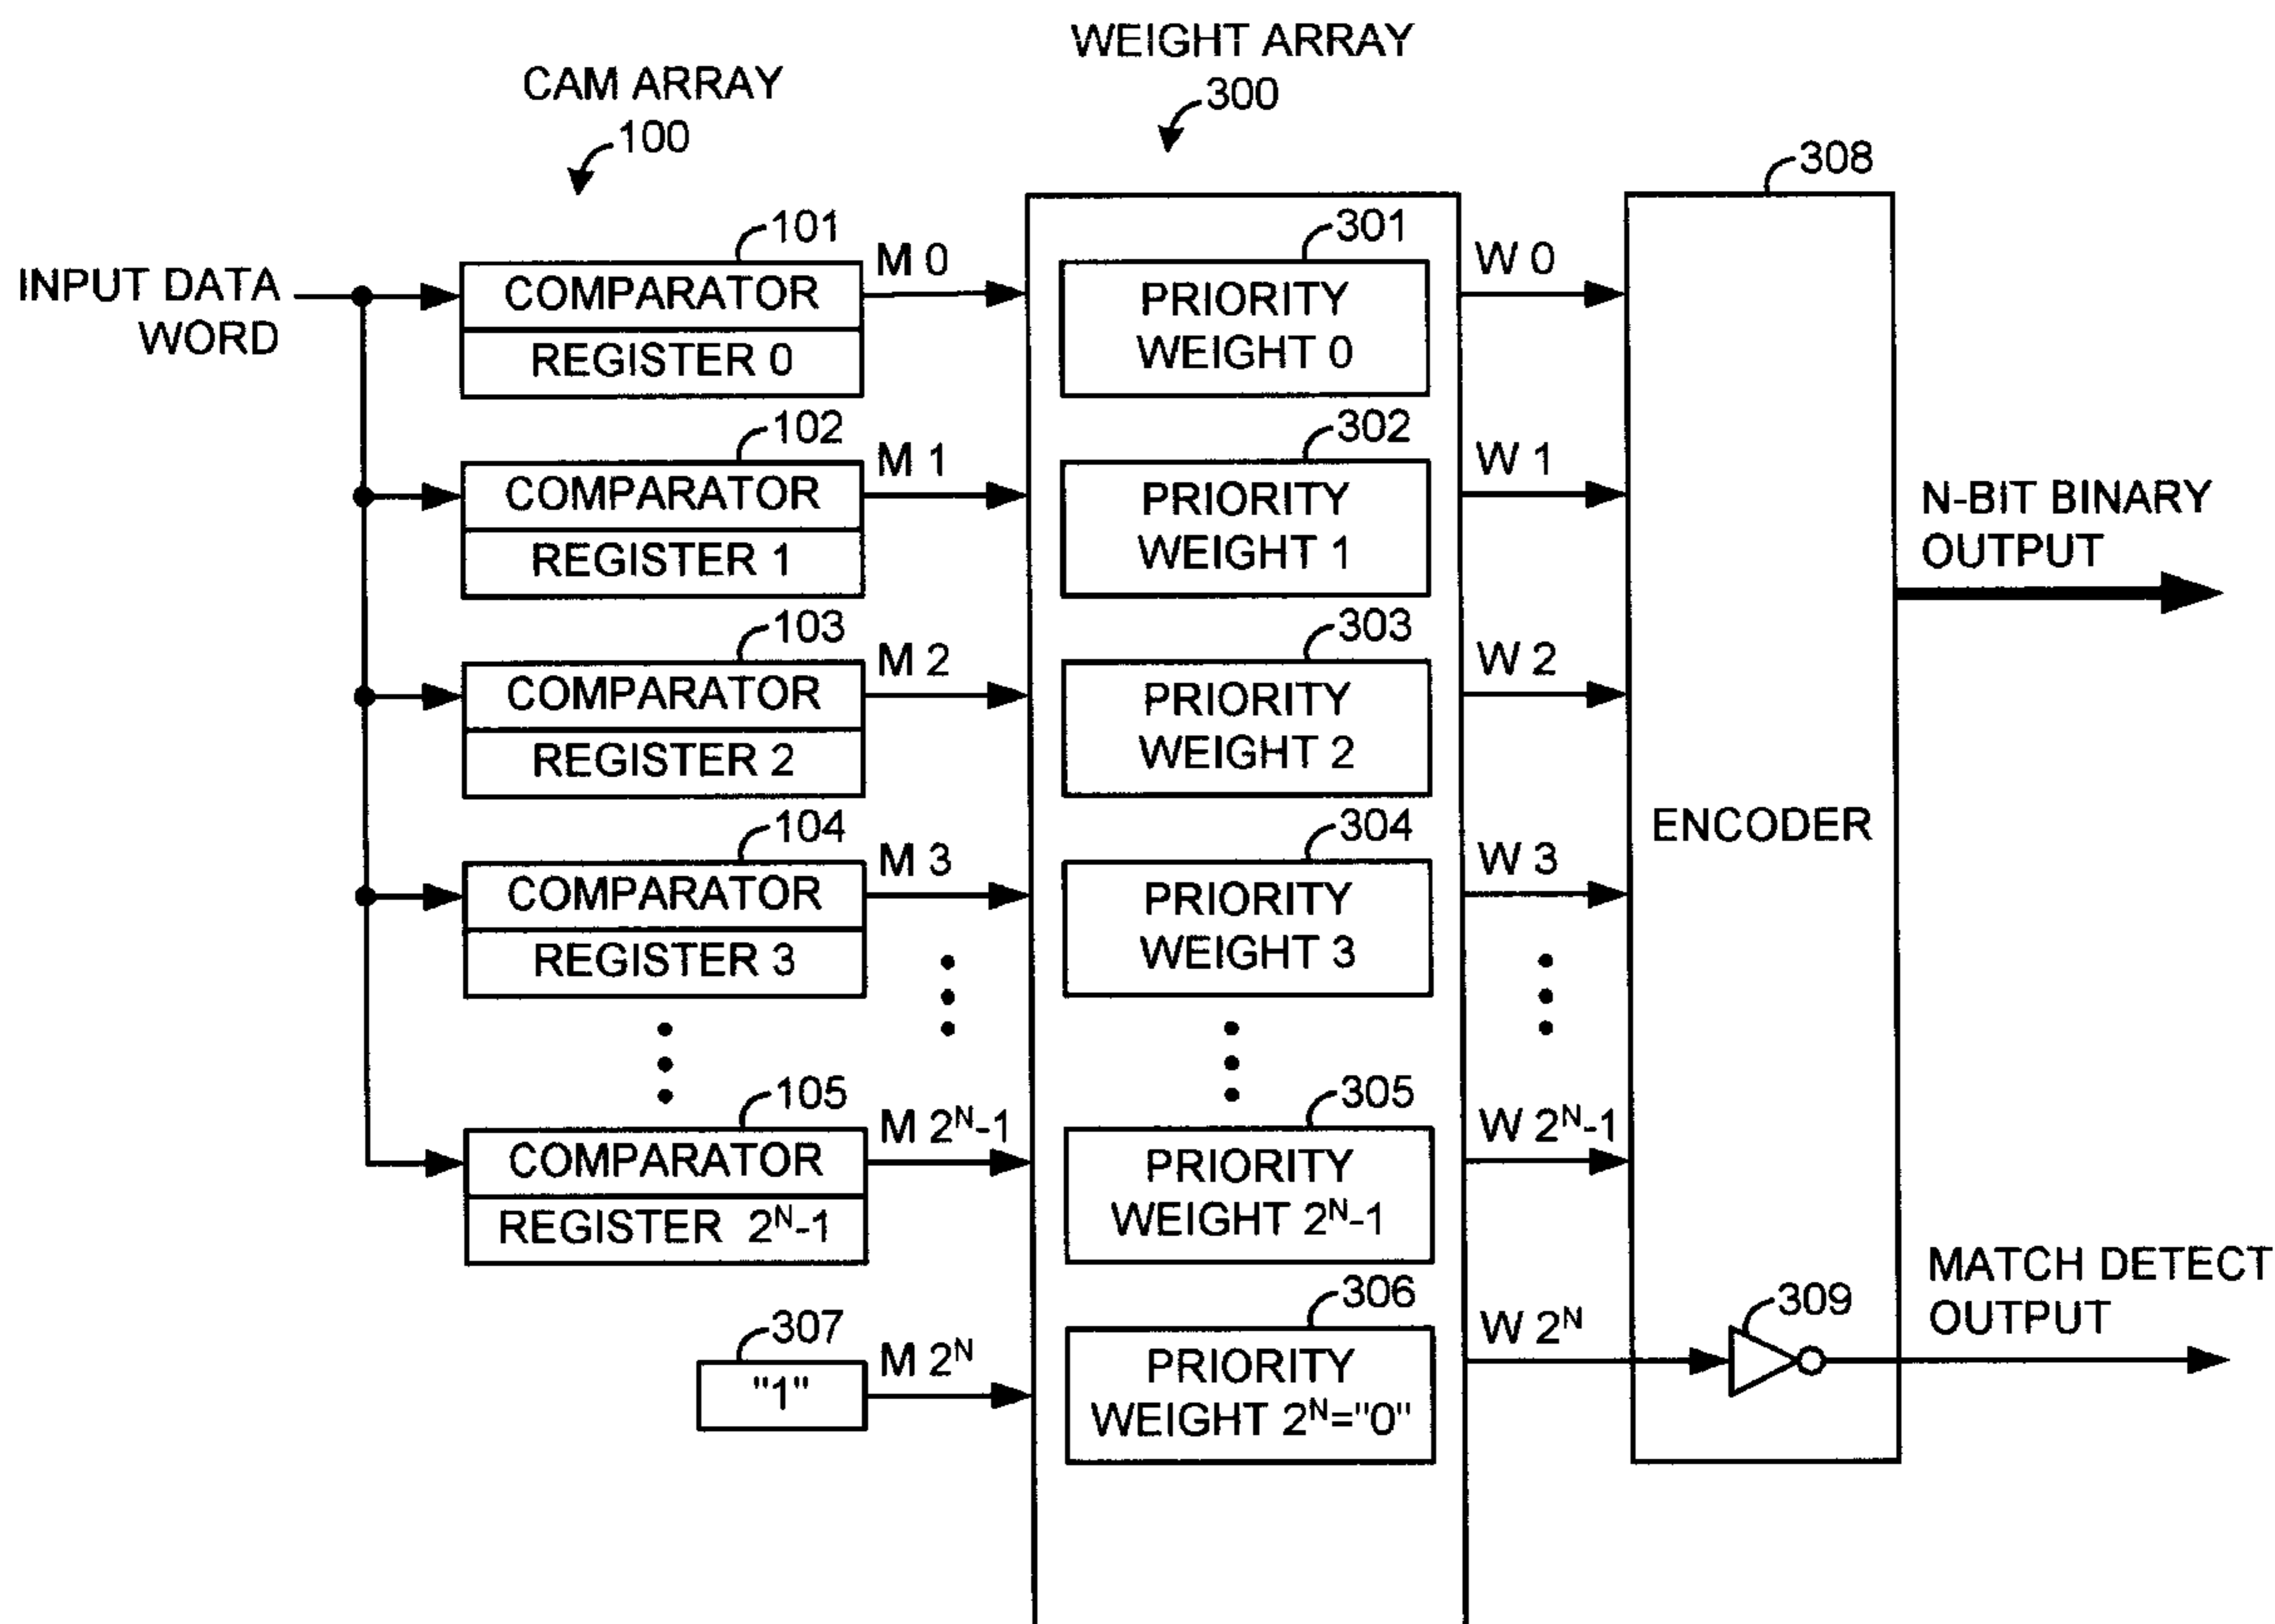 CAM ARRAY
100
WEIGHT ARRAY
300
308
INPUT DATA
WORD
101
COMPARATOR
REGISTER 0
M 0
301
PRIORITY
WEIGHT 0
W 0
102
COMPARATOR
REGISTER 1
M 1
302
PRIORITY
WEIGHT 1
W 1
N-BIT BINARY
OUTPUT
103
COMPARATOR
REGISTER 2
M 2
303
PRIORITY
WEIGHT 2
W 2
104
COMPARATOR
REGISTER 3
M 3
304
PRIORITY
WEIGHT 3
W 3
ENCODER
105
COMPARATOR
REGISTER 2ᴺ-1
M 2ᴺ-1
305
PRIORITY
WEIGHT 2ᴺ-1
W 2ᴺ-1
307
"1"
M 2ᴺ
306
PRIORITY
WEIGHT 2ᴺ="0"
W 2ᴺ
309
MATCH DETECT
OUTPUT